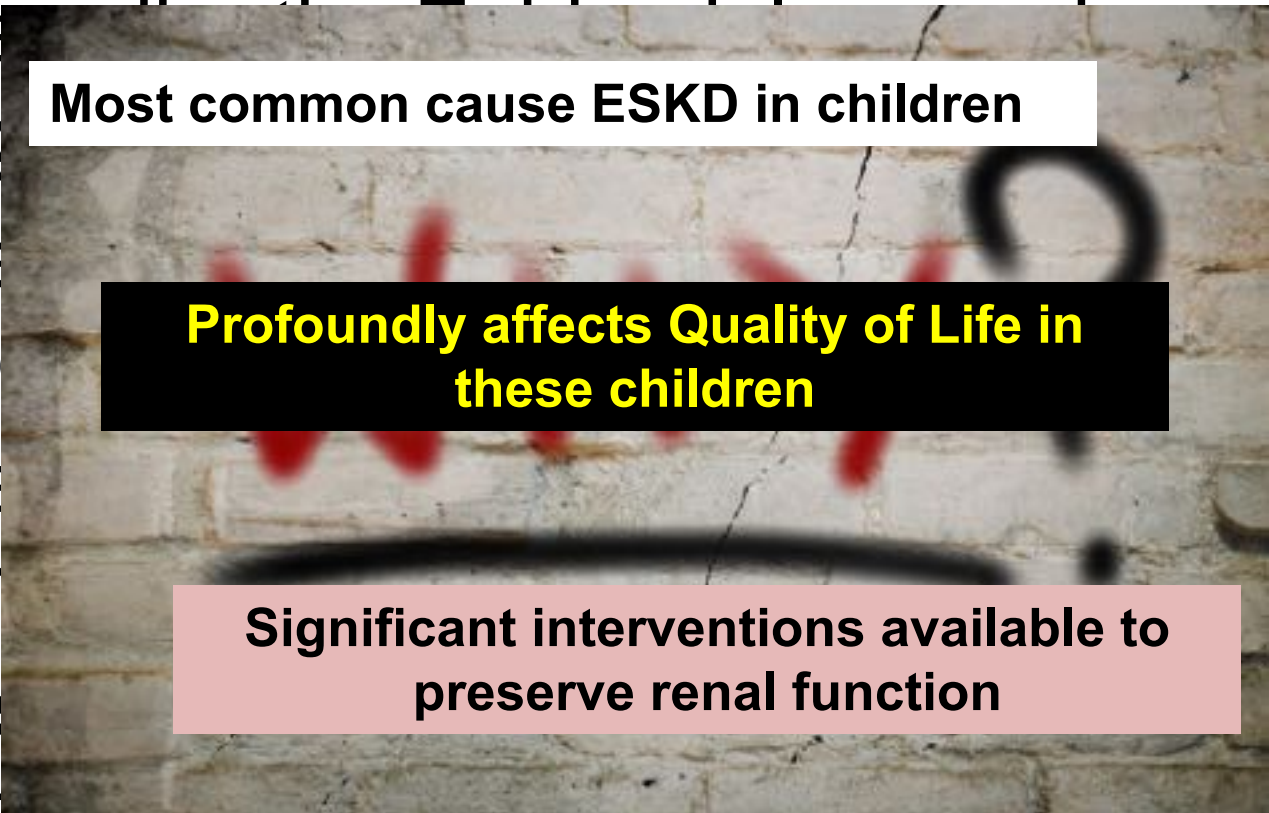 Most common cause ESKD in children
WHY?
Profoundly affects Quality of Life in
these children
Significant interventions available to
preserve renal function